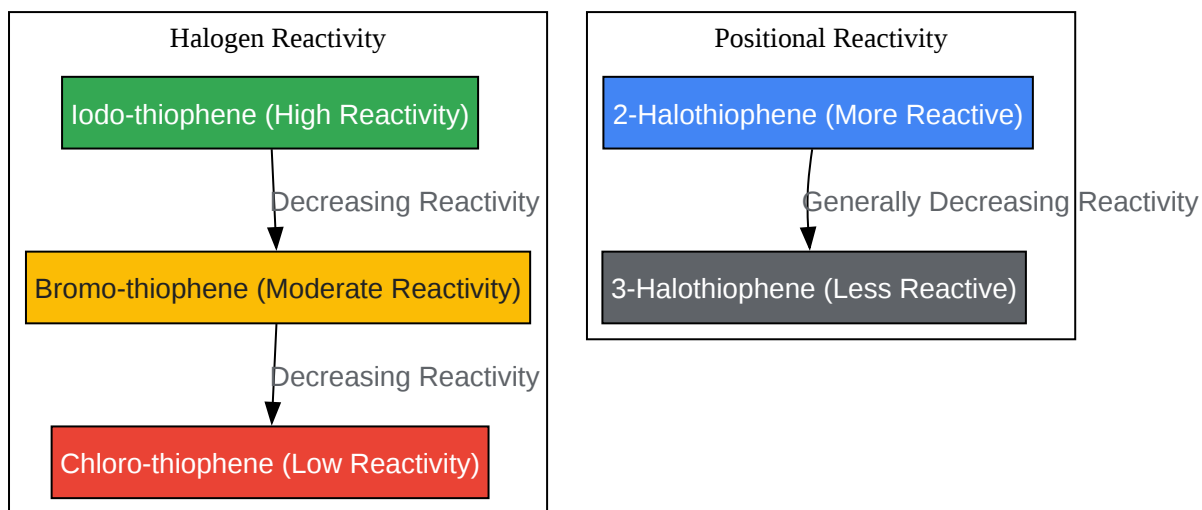 Halogen Reactivity
Iodo-thiophene (High Reactivity)
Decreasing Reactivity
Bromo-thiophene (Moderate Reactivity)
Decreasing Reactivity
Chloro-thiophene (Low Reactivity)
Positional Reactivity
2-Halothiophene (More Reactive)
Generally Decreasing Reactivity
3-Halothiophene (Less Reactive)